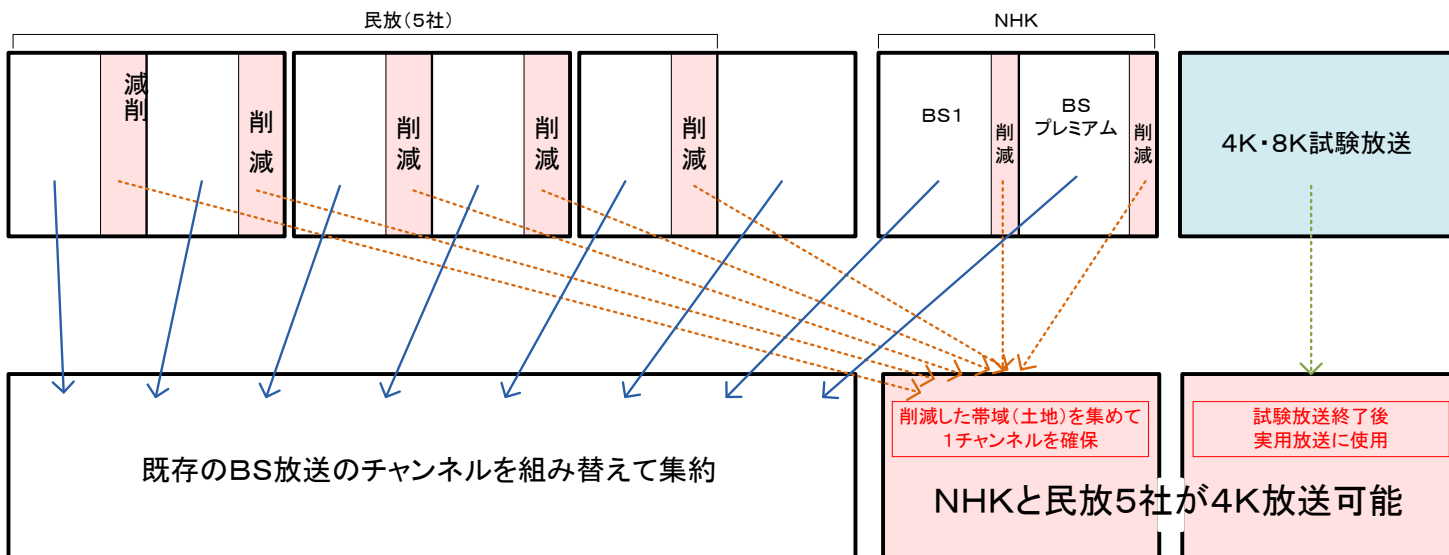 民放（５社）
ＮＨＫ
減削
削減
削減
削減
削減
ＢＳ１
削減
ＢＳ
プレミアム
削減
４Ｋ・８Ｋ試験放送
既存のＢＳ放送のチャンネルを組み替えて集約
削減した帯域（土地）を集めて
１チャンネルを確保
試験放送終了後
実用放送に使用
ＮＨＫと民放５社が４Ｋ放送可能